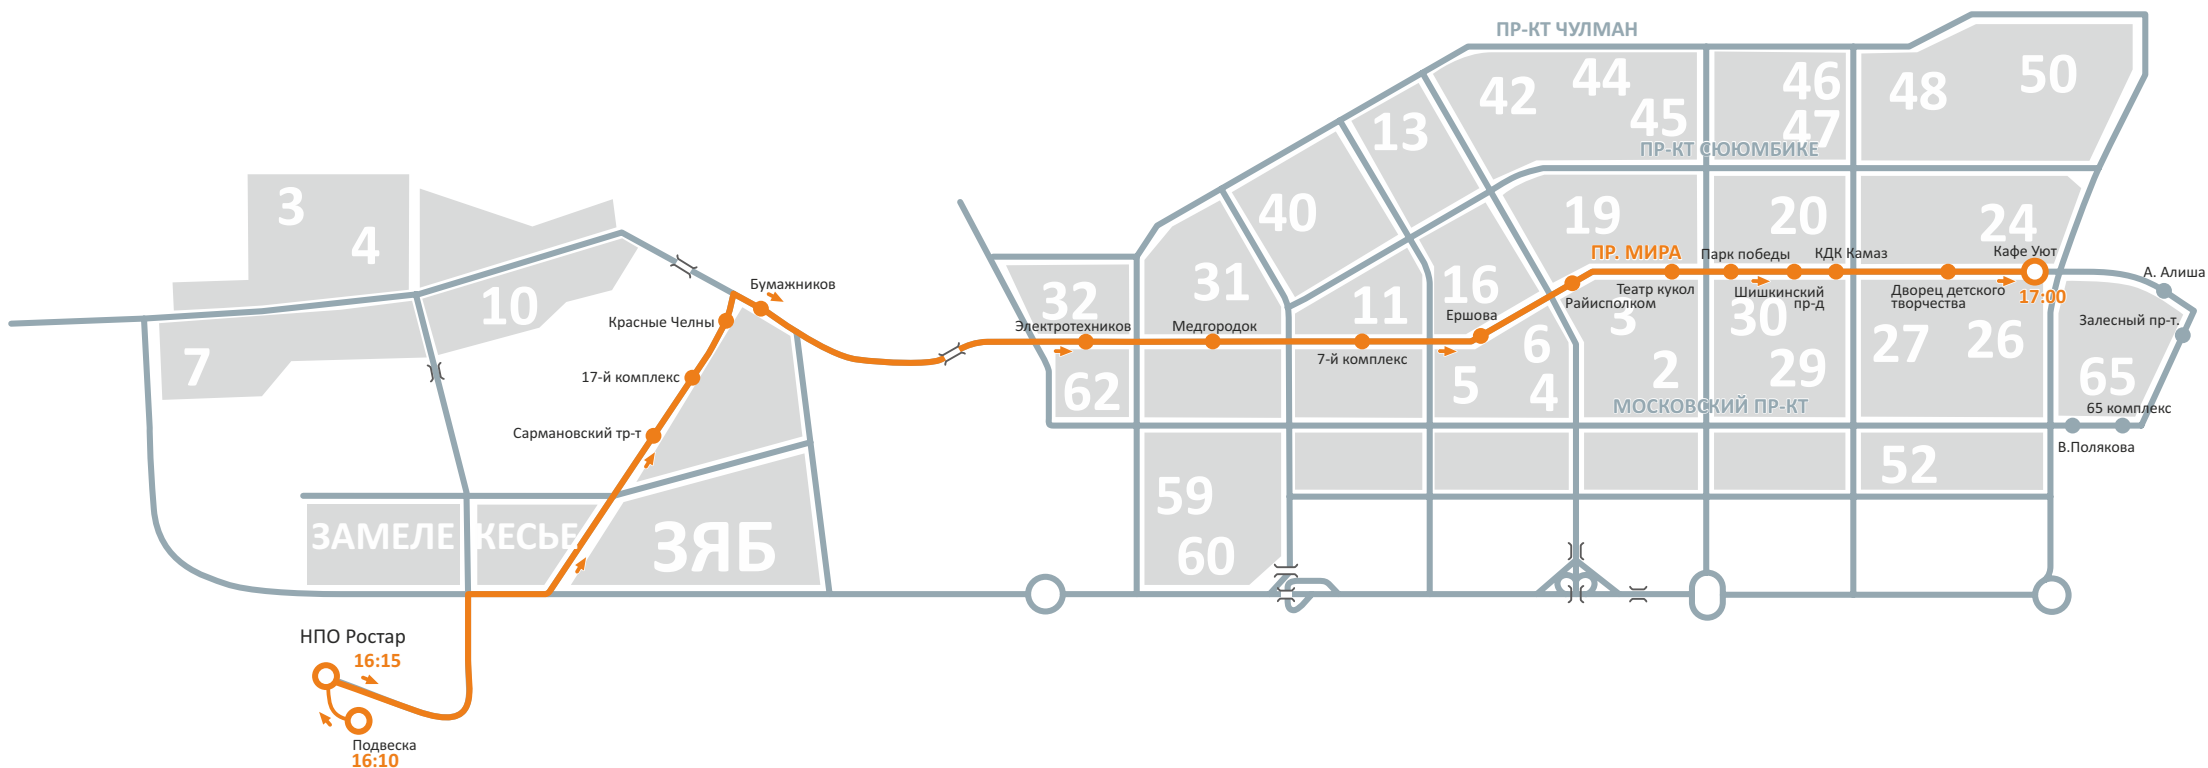 ПР-КТ ЧУЛМАН
42
44
45
46
47
48
50
13
ПР-КТ СЮЮМБИКЕ
3
4
10
7
40
19
20
24
ПР. МИРА
Парк победы
КДК Камаз
Кафе Уют
А. Алиша
17:00
Бумажников
Красные Челны
17-й комплекс
Сармановский тр-т
32
31
11
16
Ершова
Райисполком
Театр кукол
Шишкинский
пр-д
Дворец детского
творчества
Залесный пр-т.
Электротехников
Медгородок
7-й комплекс
62
5
6
4
3
2
30
29
27
26
65
МОСКОВСКИЙ ПР-КТ
65 комплекс
В.Полякова
52
59
60
ЗАМЕЛЕКЕСЬЕ
ЗЯБ
НПО Ростар
16:15
Подвеска
16:10